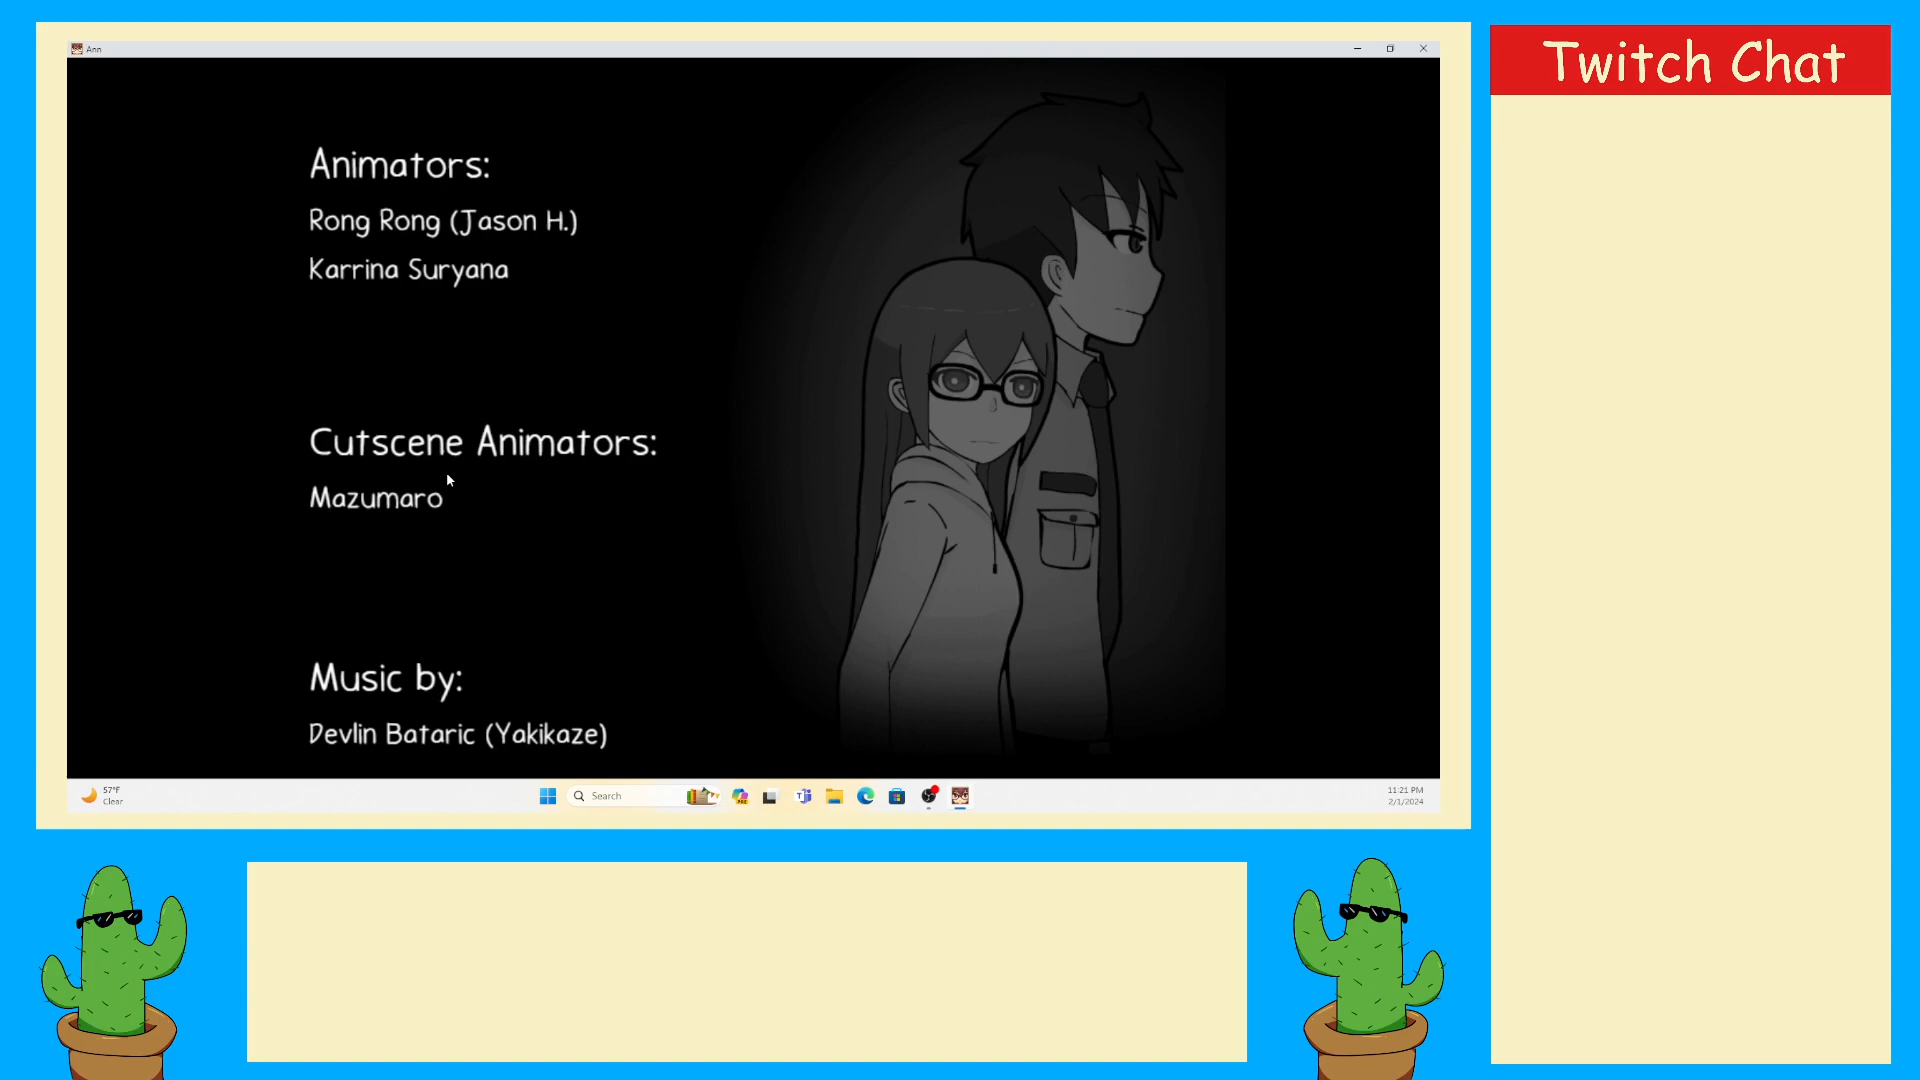 Ann
Twitch Chat
Animators:
Rong Rong (Jason H.)
Karrina Suryana
Cutscene Animators:
Mazumaro
Music by:
Devlin Bataric (Yakikaze)
57°F
Clear
Search
11:21 PM
2/1/2024